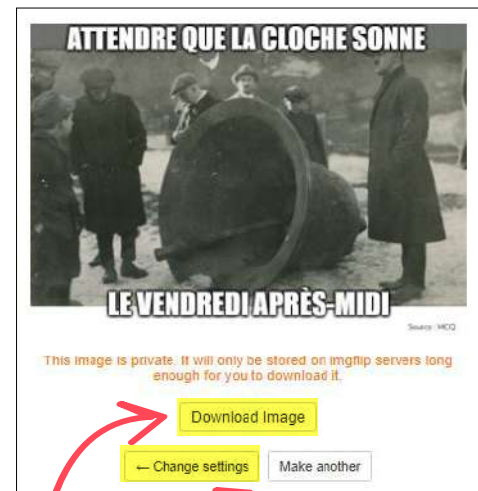 ATTENDRE QUE LA CLOCHE SONNE
LE VENDREDI APRÈS-MIDI
Source : MCQ
This image is private. It will only be stored on imgflip servers long
enough for you to download it.
Download Image
← Change settings
Make another